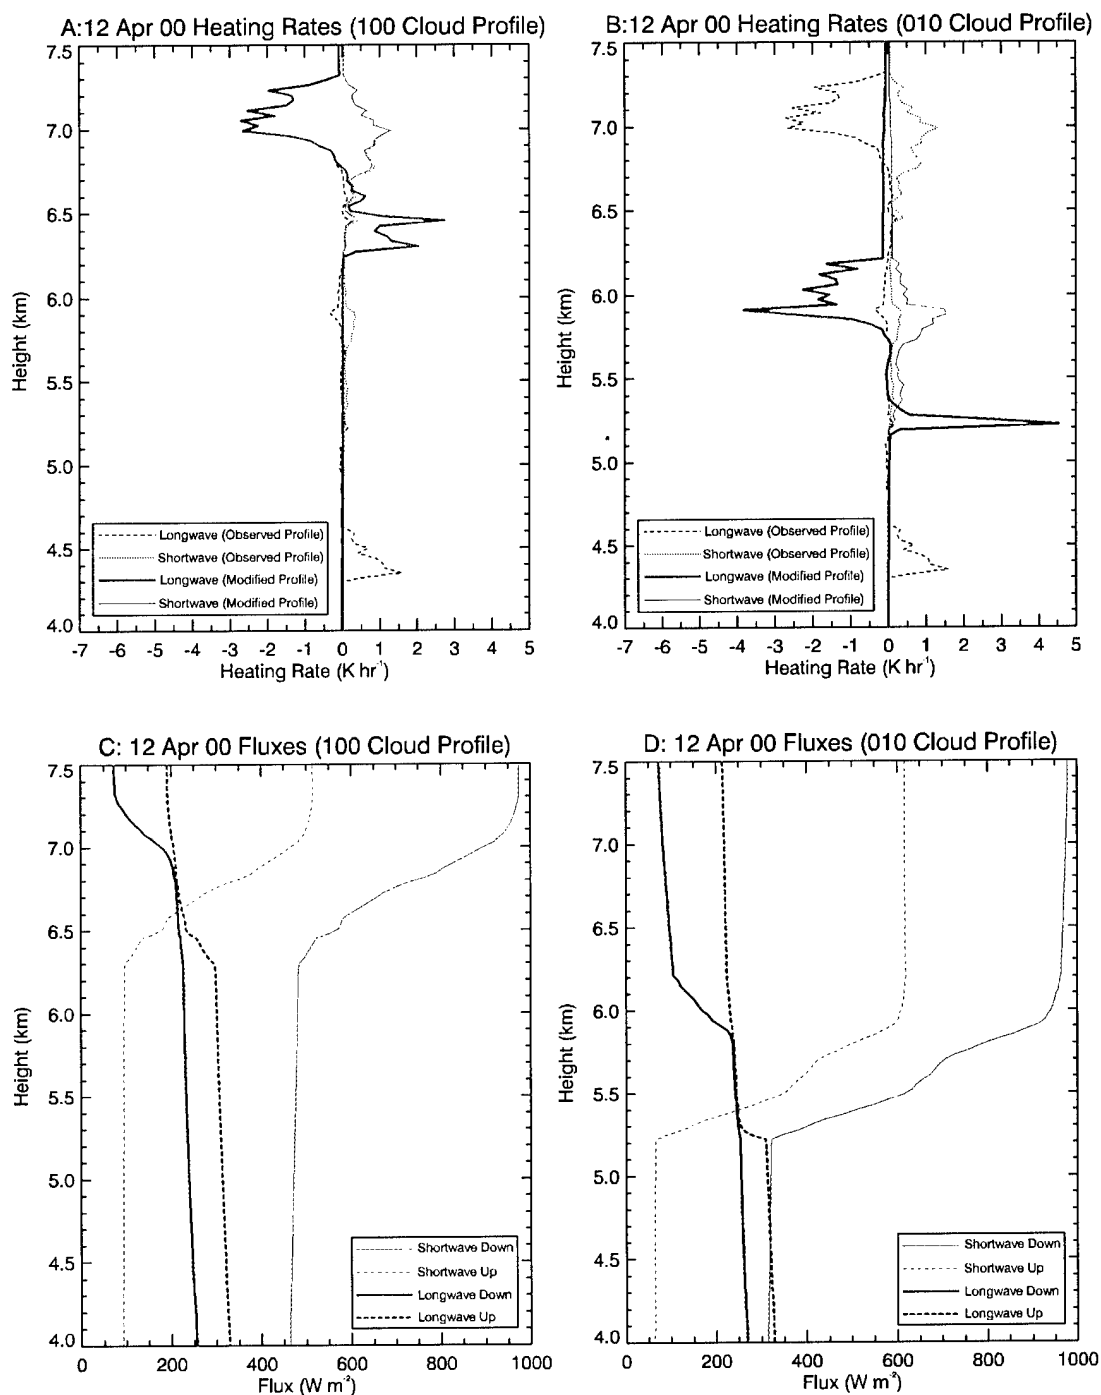 A:12 Apr 00 Heating Rates (100 Cloud Profile)
7.5
7.0
6.5
6.0
5.5
5.0
4.5
4.0
Height (km)
Longwave (Observed Profile)
Shortwave (Observed Profile)
Longwave (Modified Profile)
Shortwave (Modified Profile)
-7 -6 -5 -4 -3 -2 -1 0 1 2 3 4 5
Heating Rate (K hr⁻¹)
B:12 Apr 00 Heating Rates (010 Cloud Profile)
7.5
7.0
6.5
6.0
5.5
5.0
4.5
4.0
Height (km)
Longwave (Observed Profile)
Shortwave (Observed Profile)
Longwave (Modified Profile)
Shortwave (Modified Profile)
-7 -6 -5 -4 -3 -2 -1 0 1 2 3 4 5
Heating Rate (K hr⁻¹)
C: 12 Apr 00 Fluxes (100 Cloud Profile)
7.5
7.0
6.5
6.0
5.5
5.0
4.5
4.0
Height (km)
Shortwave Down
Shortwave Up
Longwave Down
Longwave Up
0 200 400 600 800 1000
Flux (W m⁻²)
D: 12 Apr 00 Fluxes (010 Cloud Profile)
7.5
7.0
6.5
6.0
5.5
5.0
4.5
4.0
Height (km)
Shortwave Down
Shortwave Up
Longwave Down
Longwave Up
0 200 400 600 800 1000
Flux (W m⁻²)